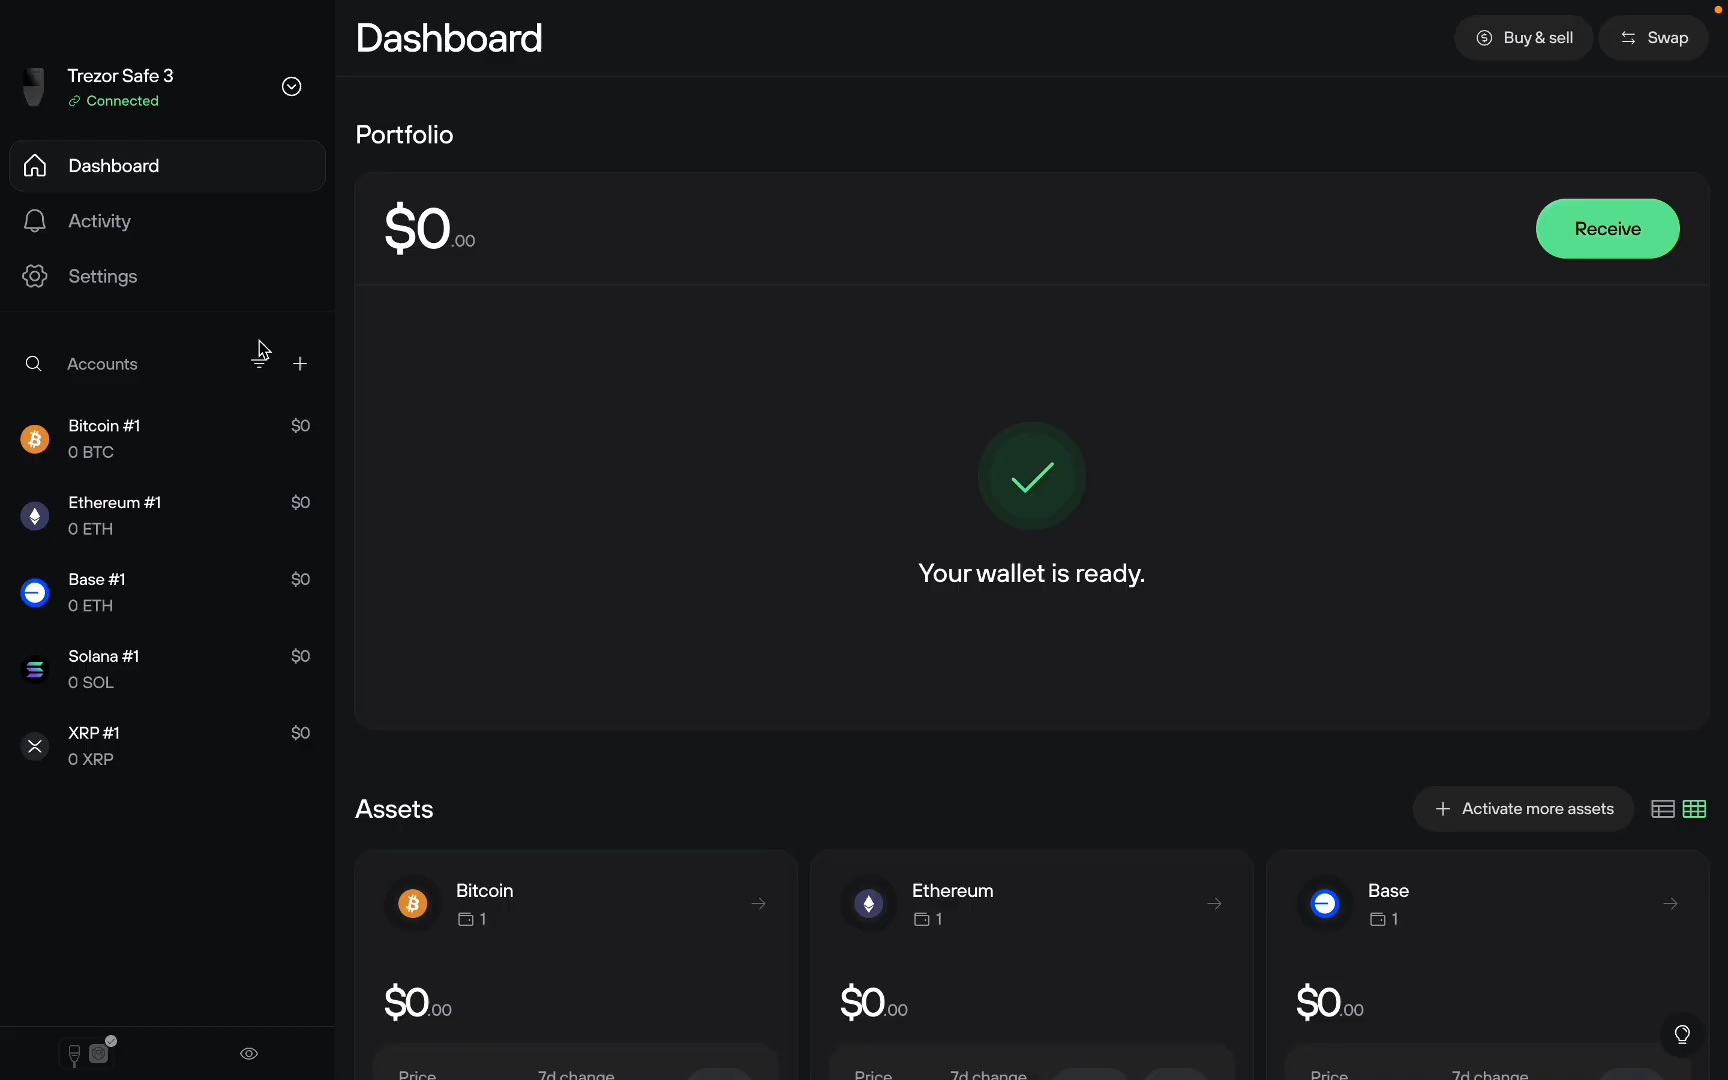 Dashboard
Buy & sell
Swap
Trezor Safe 3
Connected
Dashboard
Activity
Settings
Accounts
Bitcoin #1
$0
0 BTC
Ethereum #1
$0
0 ETH
Base #1
$0
0 ETH
Solana #1
$0
0 SOL
XRP #1
$0
0 XRP
Portfolio
$0.00
Receive
Your wallet is ready.
Assets
Activate more assets
Bitcoin
1
$0.00
Price 7d change
Ethereum
1
$0.00
Price 7d change
Base
1
$0.00
Price 7d change